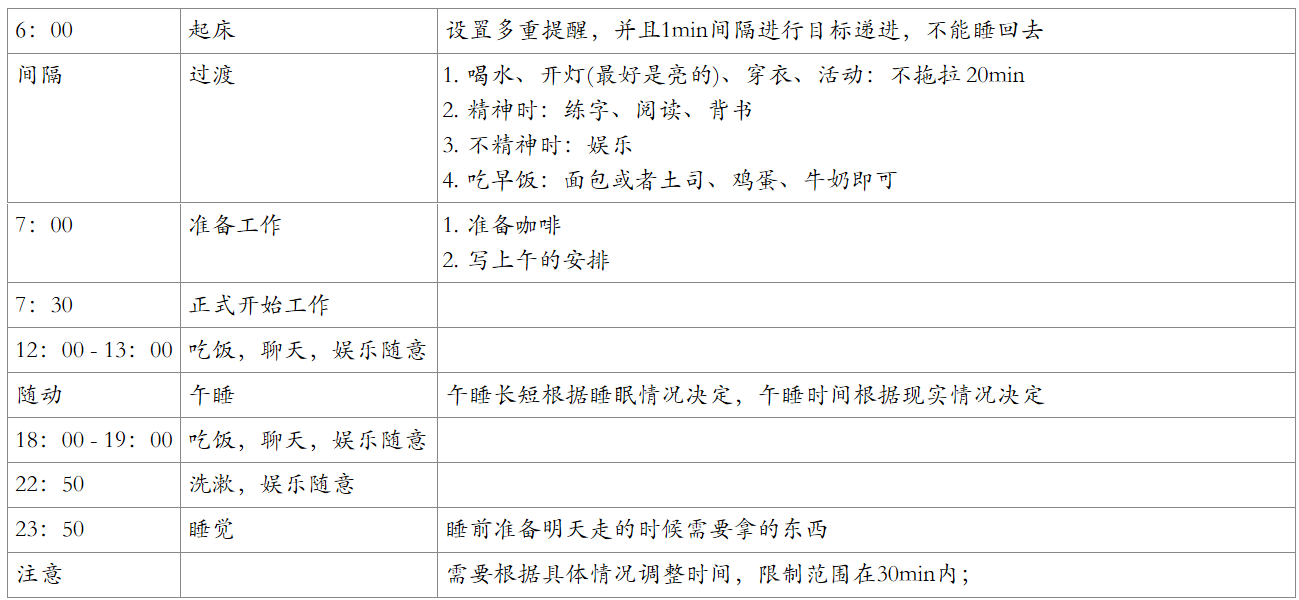 6：00 起床 设置多重提醒，并且1min间隔进行目标递进，不能睡回去
间隔 过渡 1. 喝水、开灯(最好是亮的)、穿衣、活动：不拖拉 20min
2. 精神时：练字、阅读、背书
3. 不精神时：娱乐
4. 吃早饭：面包或者土司、鸡蛋、牛奶即可
7：00 准备工作 1. 准备咖啡
2. 写上午的安排
7：30 正式开始工作
12：00 - 13：00 吃饭，聊天，娱乐随意
随动 午睡 午睡长短根据睡眠情况决定，午睡时间根据现实情况决定
18：00 - 19：00 吃饭，聊天，娱乐随意
22：50 洗漱，娱乐随意
23：50 睡觉 睡前准备明天走的时候需要拿的东西
注意 需要根据具体情况调整时间，限制范围在30min内；